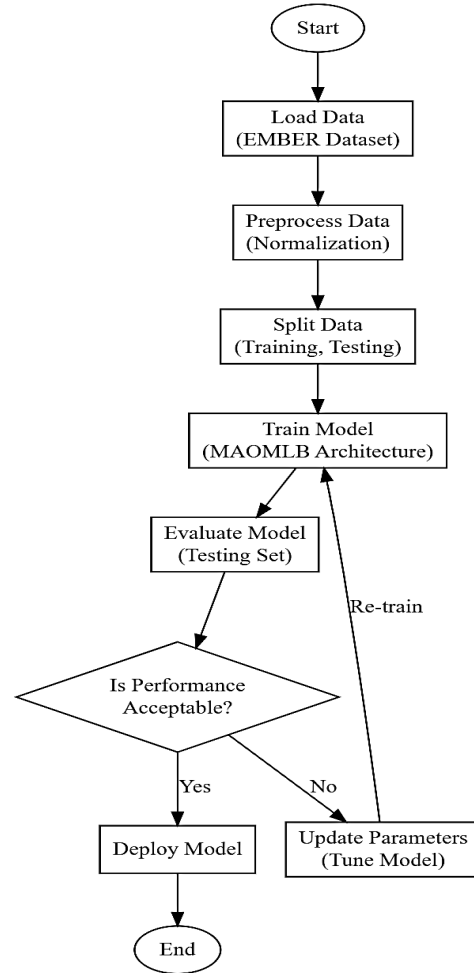 Start
Load Data
(EMBER Dataset)
Preprocess Data
(Normalization)
Split Data
(Training, Testing)
Train Model
(MAOMLB Architecture)
Evaluate Model
(Testing Set)
Re-train
Is Performance
Acceptable?
Yes
No
Deploy Model
Update Parameters
(Tune Model)
End